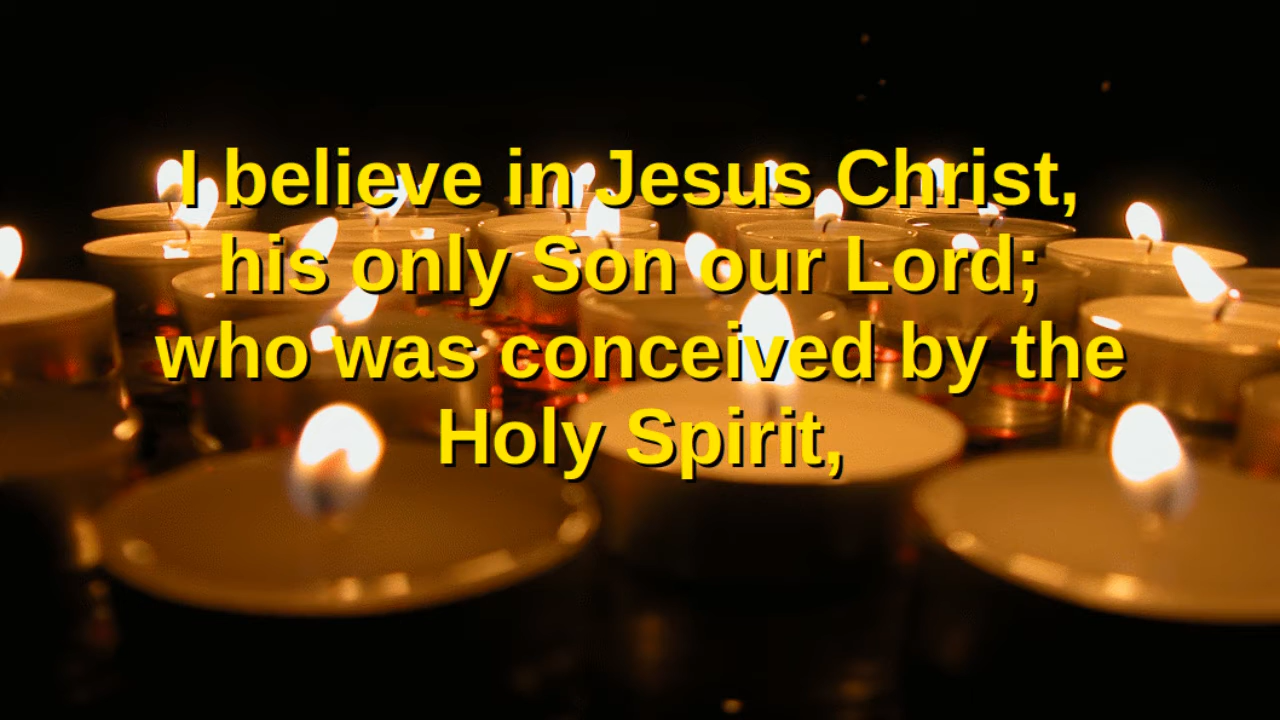 I believe in Jesus Christ,
his only Son our Lord;
who was conceived by the
Holy Spirit,